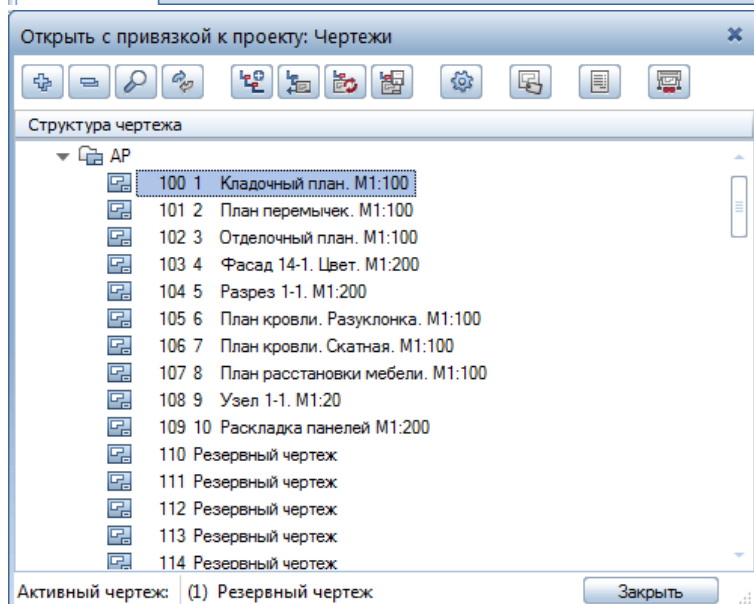 Открыть с привязкой к проекту: Чертежи
Структура чертежа
АР
100 1 Кладочный план. М1:100
101 2 План перемычек. М1:100
102 3 Отделочный план. М1:100
103 4 Фасад 14-1. Цвет. М1:200
104 5 Разрез 1-1. М1:200
105 6 План кровли. Разуклонка. М1:100
106 7 План кровли. Скатная. М1:100
107 8 План расстановки мебели. М1:100
108 9 Узел 1-1. М1:20
109 10 Раскладка панелей М1:200
110 Резервный чертеж
111 Резервный чертеж
112 Резервный чертеж
113 Резервный чертеж
114 Резервный чертеж
Активный чертеж: (1) Резервный чертеж Закрыть